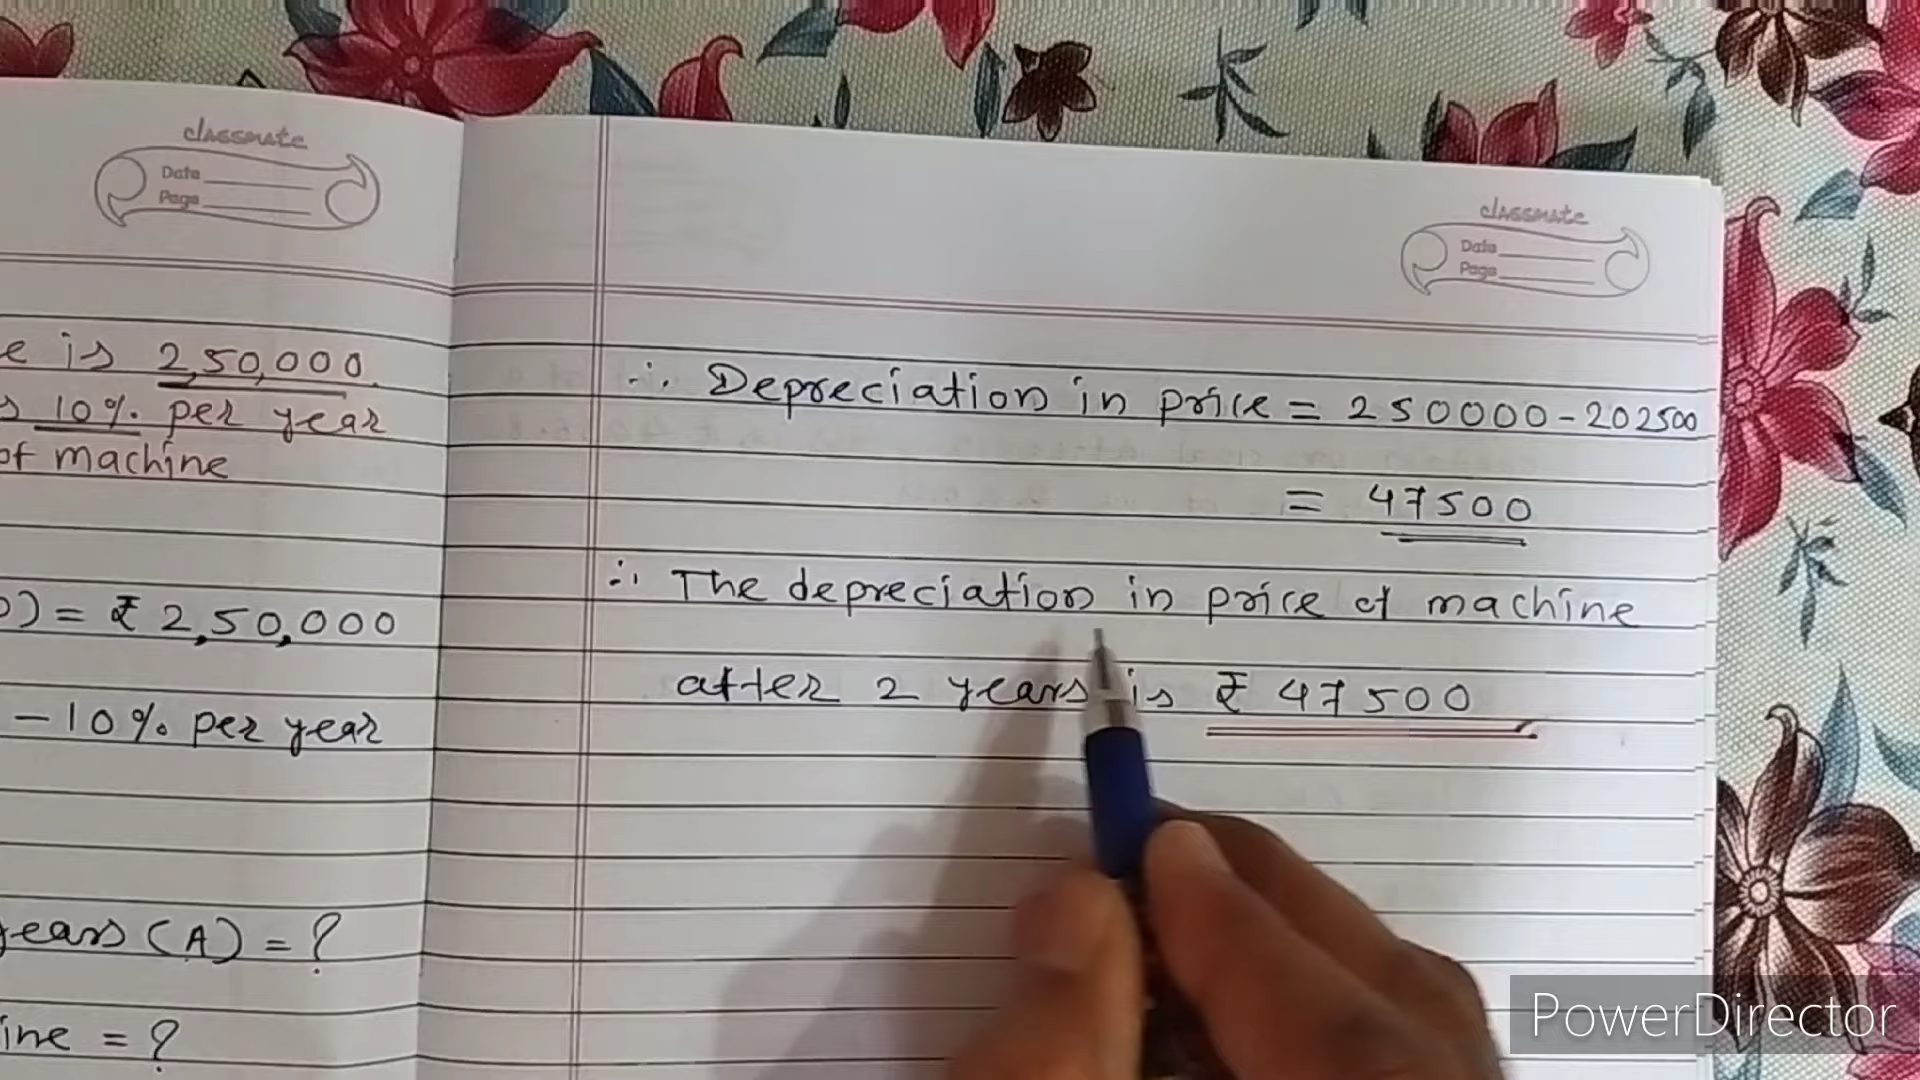 classmate
Date
Page
e is 2,50,000
s 10% per year
of machine
) = ₹ 2,50,000
- 10% per year
years (A) = ?
ine = ?
classmate
Date
Page
∴ Depreciation in price = 250000 - 202500
= 47500
∴ The depreciation in price of machine
after 2 years is ₹ 47500
PowerDirector